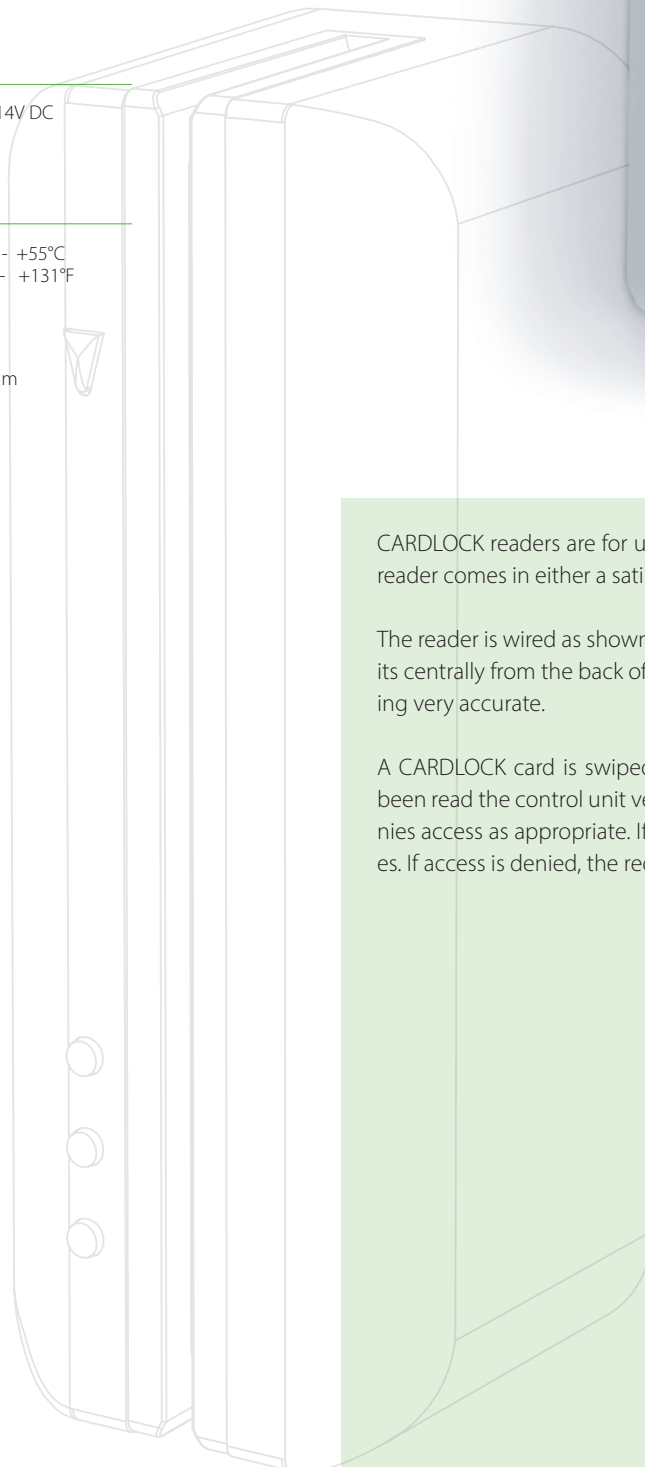 14V DC
- +55°C
- +131°F
m
CARDLOCK readers are for u
reader comes in either a sati
The reader is wired as shown
its centrally from the back of
ing very accurate.
A CARDLOCK card is swiped
been read the control unit ve
nies access as appropriate. If
es. If access is denied, the red